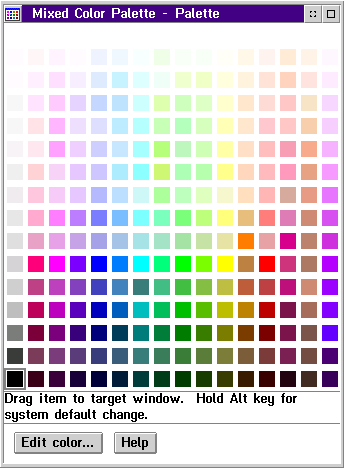 Mixed Color Palette - Palette
Drag item to target window.  Hold Alt key for
system default change.
Edit color...
Help